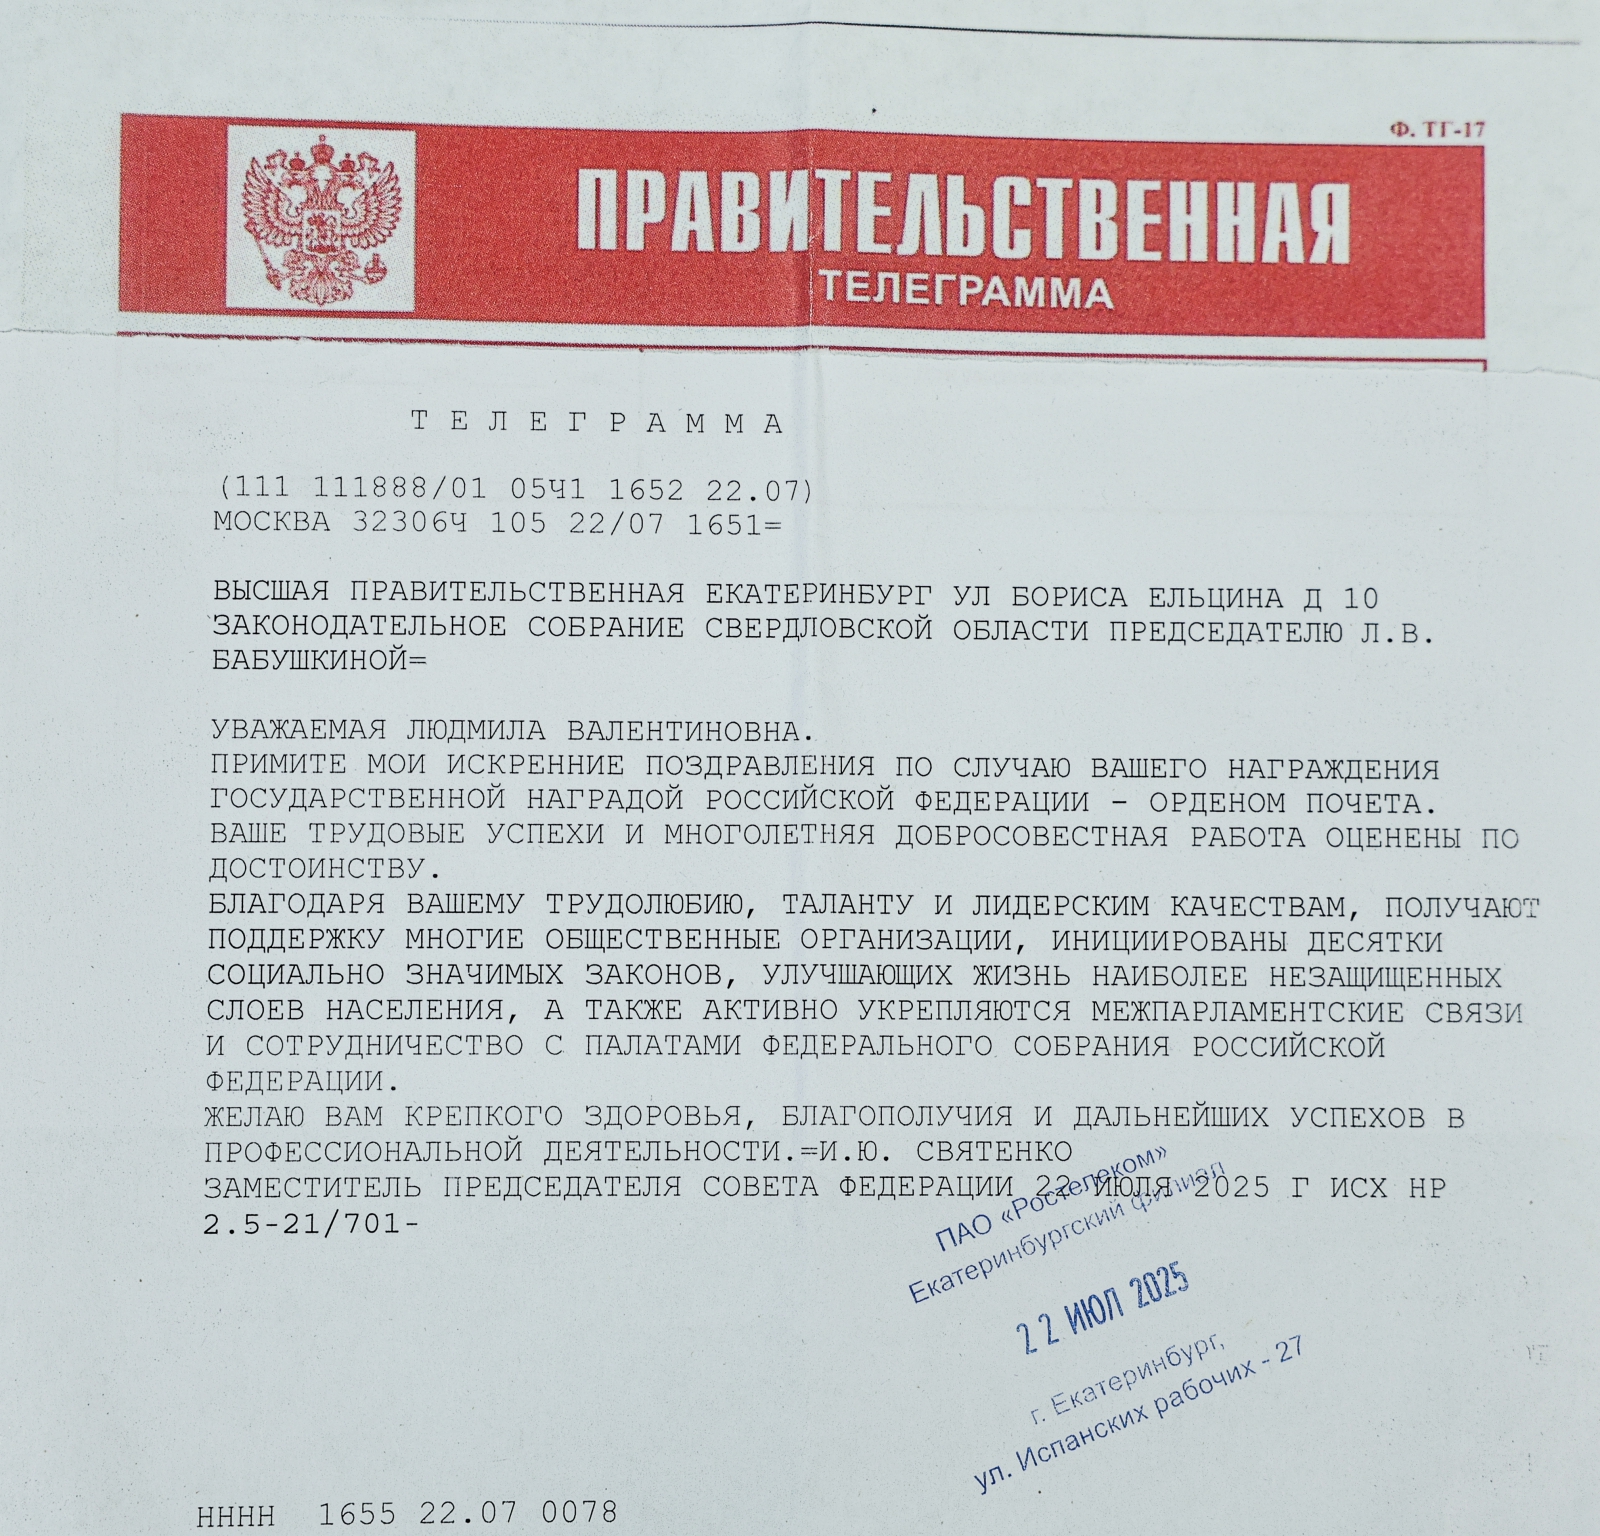 Ф. ТГ-17
ПРАВИТЕЛЬСТВЕННАЯ
ТЕЛЕГРАММА
Т Е Л Е Г Р А М М А
(111 111888/01 05Ч1 1652 22.07)
МОСКВА 32306Ч 105 22/07 1651=
ВЫСШАЯ ПРАВИТЕЛЬСТВЕННАЯ ЕКАТЕРИНБУРГ УЛ БОРИСА ЕЛЬЦИНА Д 10
ЗАКОНОДАТЕЛЬНОЕ СОБРАНИЕ СВЕРДЛОВСКОЙ ОБЛАСТИ ПРЕДСЕДАТЕЛЮ Л.В.
БАБУШКИНОЙ=
УВАЖАЕМАЯ ЛЮДМИЛА ВАЛЕНТИНОВНА.
ПРИМИТЕ МОИ ИСКРЕННИЕ ПОЗДРАВЛЕНИЯ ПО СЛУЧАЮ ВАШЕГО НАГРАЖДЕНИЯ
ГОСУДАРСТВЕННОЙ НАГРАДОЙ РОССИЙСКОЙ ФЕДЕРАЦИИ - ОРДЕНОМ ПОЧЕТА.
ВАШЕ ТРУДОВЫЕ УСПЕХИ И МНОГОЛЕТНЯЯ ДОБРОСОВЕСТНАЯ РАБОТА ОЦЕНЕНЫ ПО
ДОСТОИНСТВУ.
БЛАГОДАРЯ ВАШЕМУ ТРУДОЛЮБИЮ, ТАЛАНТУ И ЛИДЕРСКИМ КАЧЕСТВАМ, ПОЛУЧАЮТ
ПОДДЕРЖКУ МНОГИЕ ОБЩЕСТВЕННЫЕ ОРГАНИЗАЦИИ, ИНИЦИИРОВАНЫ ДЕСЯТКИ
СОЦИАЛЬНО ЗНАЧИМЫХ ЗАКОНОВ, УЛУЧШАЮЩИХ ЖИЗНЬ НАИБОЛЕЕ НЕЗАЩИЩЕННЫХ
СЛОЕВ НАСЕЛЕНИЯ, А ТАКЖЕ АКТИВНО УКРЕПЛЯЮТСЯ МЕЖПАРЛАМЕНТСКИЕ СВЯЗИ
И СОТРУДНИЧЕСТВО С ПАЛАТАМИ ФЕДЕРАЛЬНОГО СОБРАНИЯ РОССИЙСКОЙ
ФЕДЕРАЦИИ.
ЖЕЛАЮ ВАМ КРЕПКОГО ЗДОРОВЬЯ, БЛАГОПОЛУЧИЯ И ДАЛЬНЕЙШИХ УСПЕХОВ В
ПРОФЕССИОНАЛЬНОЙ ДЕЯТЕЛЬНОСТИ.=И.Ю. СВЯТЕНКО
ЗАМЕСТИТЕЛЬ ПРЕДСЕДАТЕЛЯ СОВЕТА ФЕДЕРАЦИИ 22 ИЮЛЯ 2025 Г ИСХ НР
2.5-21/701-
ПАО «Ростелеком»
Екатеринбургский филиал
22 ИЮЛ 2025
г. Екатеринбург,
ул. Испанских рабочих - 27
НННН 1655 22.07 0078